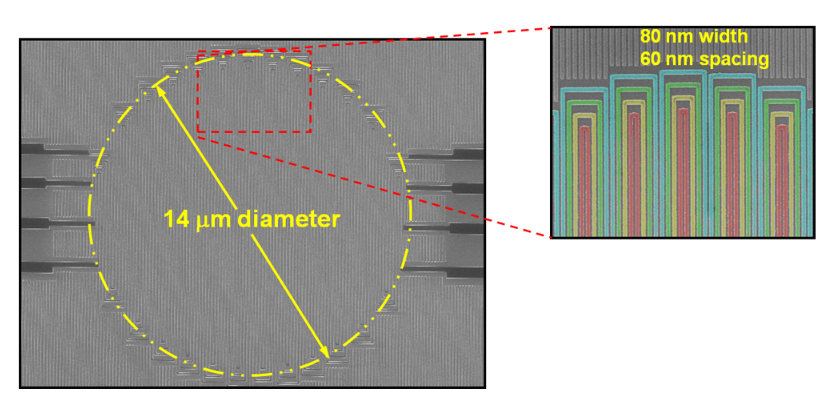 80 nm width
60 nm spacing
14 μm diameter